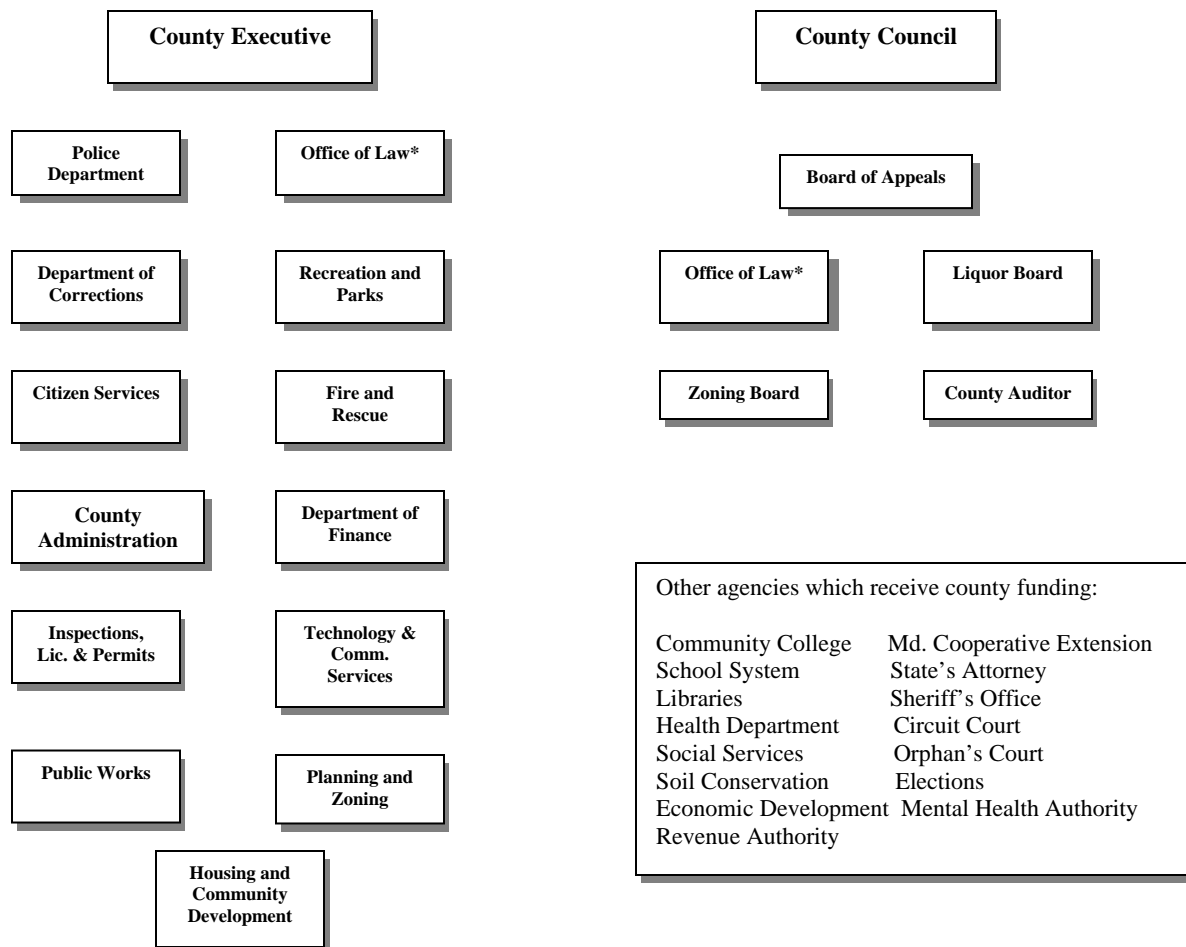 County Executive
County Council
Police
Department
Office of Law*
Board of Appeals
Department of
Corrections
Recreation and
Parks
Office of Law*
Liquor Board
Citizen Services
Fire and
Rescue
Zoning Board
County Auditor
County
Administration
Department of
Finance
Inspections,
Lic. & Permits
Technology &
Comm.
Services
Public Works
Planning and
Zoning
Housing and
Community
Development
Other agencies which receive county funding:
Community College Md. Cooperative Extension
School System State’s Attorney
Libraries Sheriff’s Office
Health Department Circuit Court
Social Services Orphan’s Court
Soil Conservation Elections
Economic Development Mental Health Authority
Revenue Authority